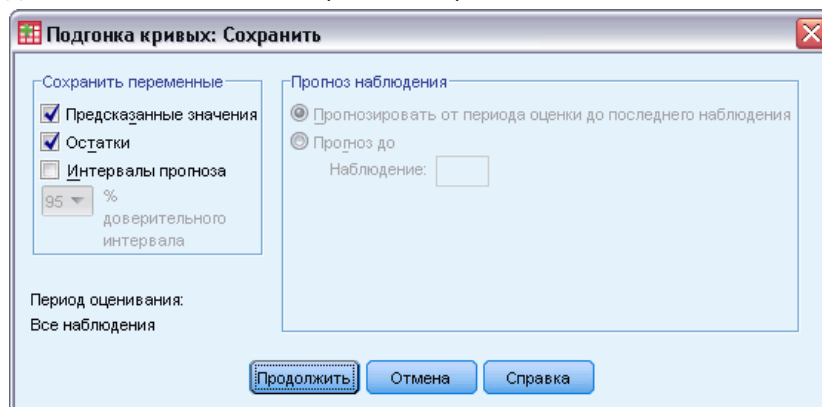 Подгонка кривых: Сохранить
Сохранить переменные
Предсказанные значения
Остатки
Интервалы прогноза
95 %
доверительного
интервала
Прогноз наблюдения
Прогнозировать от периода оценки до последнего наблюдения
Прогноз до
Наблюдение:
Период оценивания:
Все наблюдения
Продолжить Отмена Справка